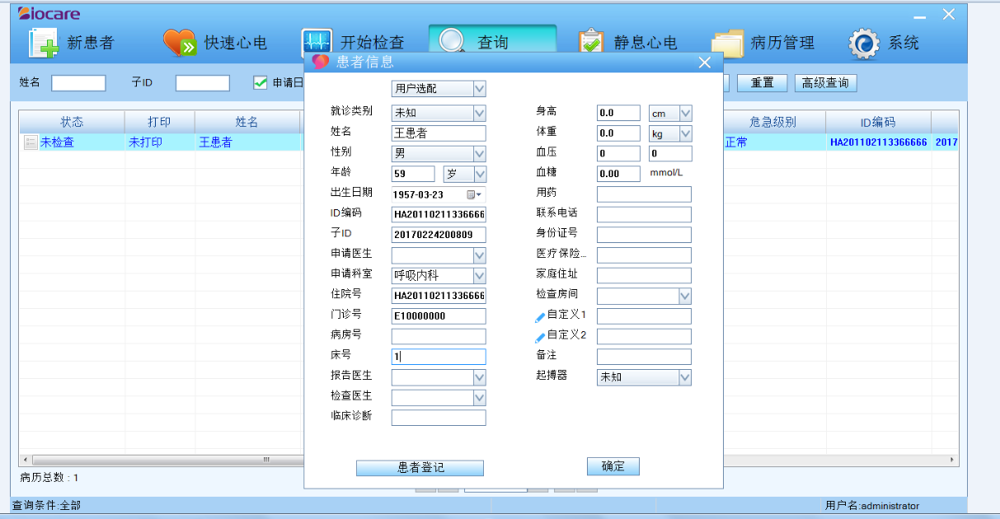 Biocare
新患者 快速心电 开始检查 查询 静息心电 病历管理 系统
患者信息
姓名 子ID 申请日 重置 高级查询
用户选配
就诊类别 未知 身高 0.0 cm
状态 打印 姓名 危急级别 ID编码
姓名 王患者 体重 0.0 kg
未检查 未打印 王患者 正常 HA201102113366666 2017
性别 男 血压 0 0
年龄 59 岁 血糖 0.00 mmol/L
出生日期 1957-03-23 用药
ID编码 HA20110211336666 联系电话
子ID 20170224200809 身份证号
申请医生 医疗保险...
申请科室 呼吸内科 家庭住址
住院号 HA20110211336666 检查房间
门诊号 E10000000 自定义1
病房号 自定义2
床号 1 备注
报告医生 起搏器 未知
检查医生
临床诊断
患者登记 确定
病历总数 : 1
查询条件:全部 用户名:administrator